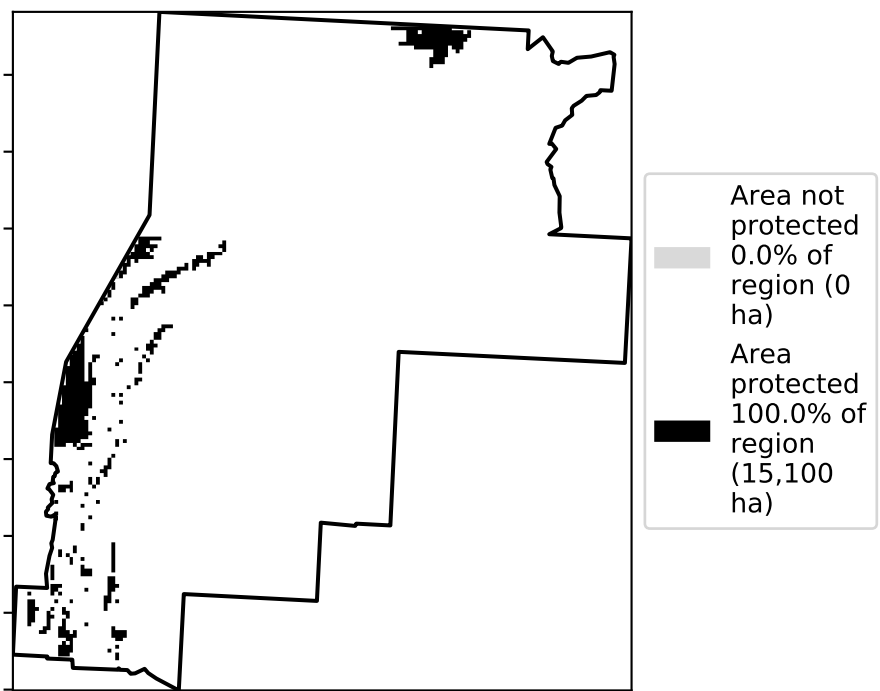 Area not
protected
0.0% of
region (0
ha)
Area
protected
100.0% of
region
(15,100
ha)